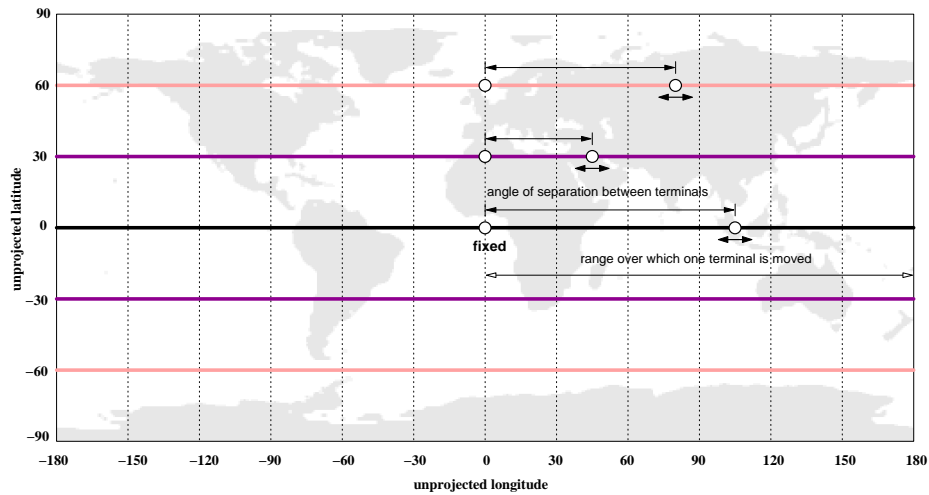 90
60
30
0
−30
−60
−90
unprojected latitude
angle of separation between terminals
fixed
range over which one terminal is moved
−180 −150 −120 −90 −60 −30 0 30 60 90 120 150 180
unprojected longitude